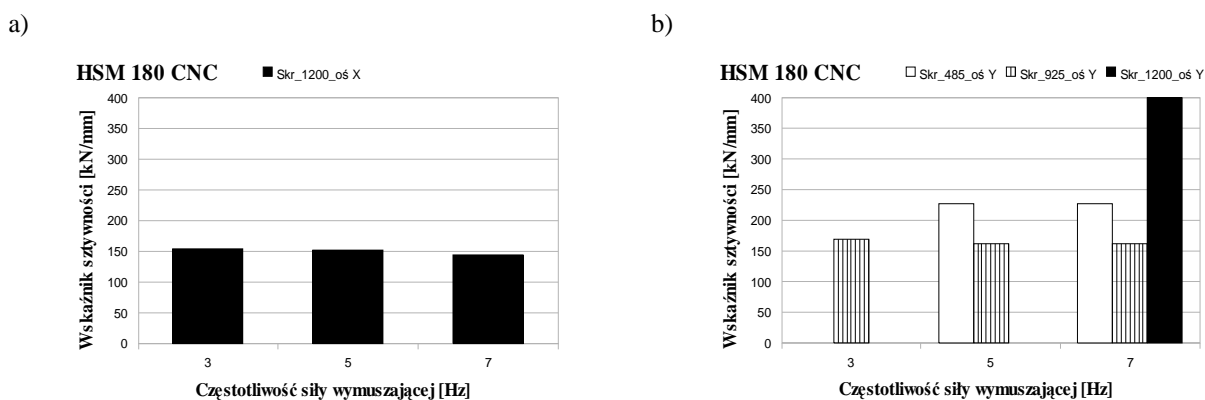 a)
HSM 180 CNC Skr_1200_oś X
Wskaźnik sztywności [kN/mm]
400
350
300
250
200
150
100
50
0
3 5 7
Częstotliwość siły wymuszającej [Hz]
b)
HSM 180 CNC Skr_485_oś Y Skr_925_oś Y Skr_1200_oś Y
Wskaźnik sztywności [kN/mm]
400
350
300
250
200
150
100
50
0
3 5 7
Częstotliwość siły wymuszającej [Hz]